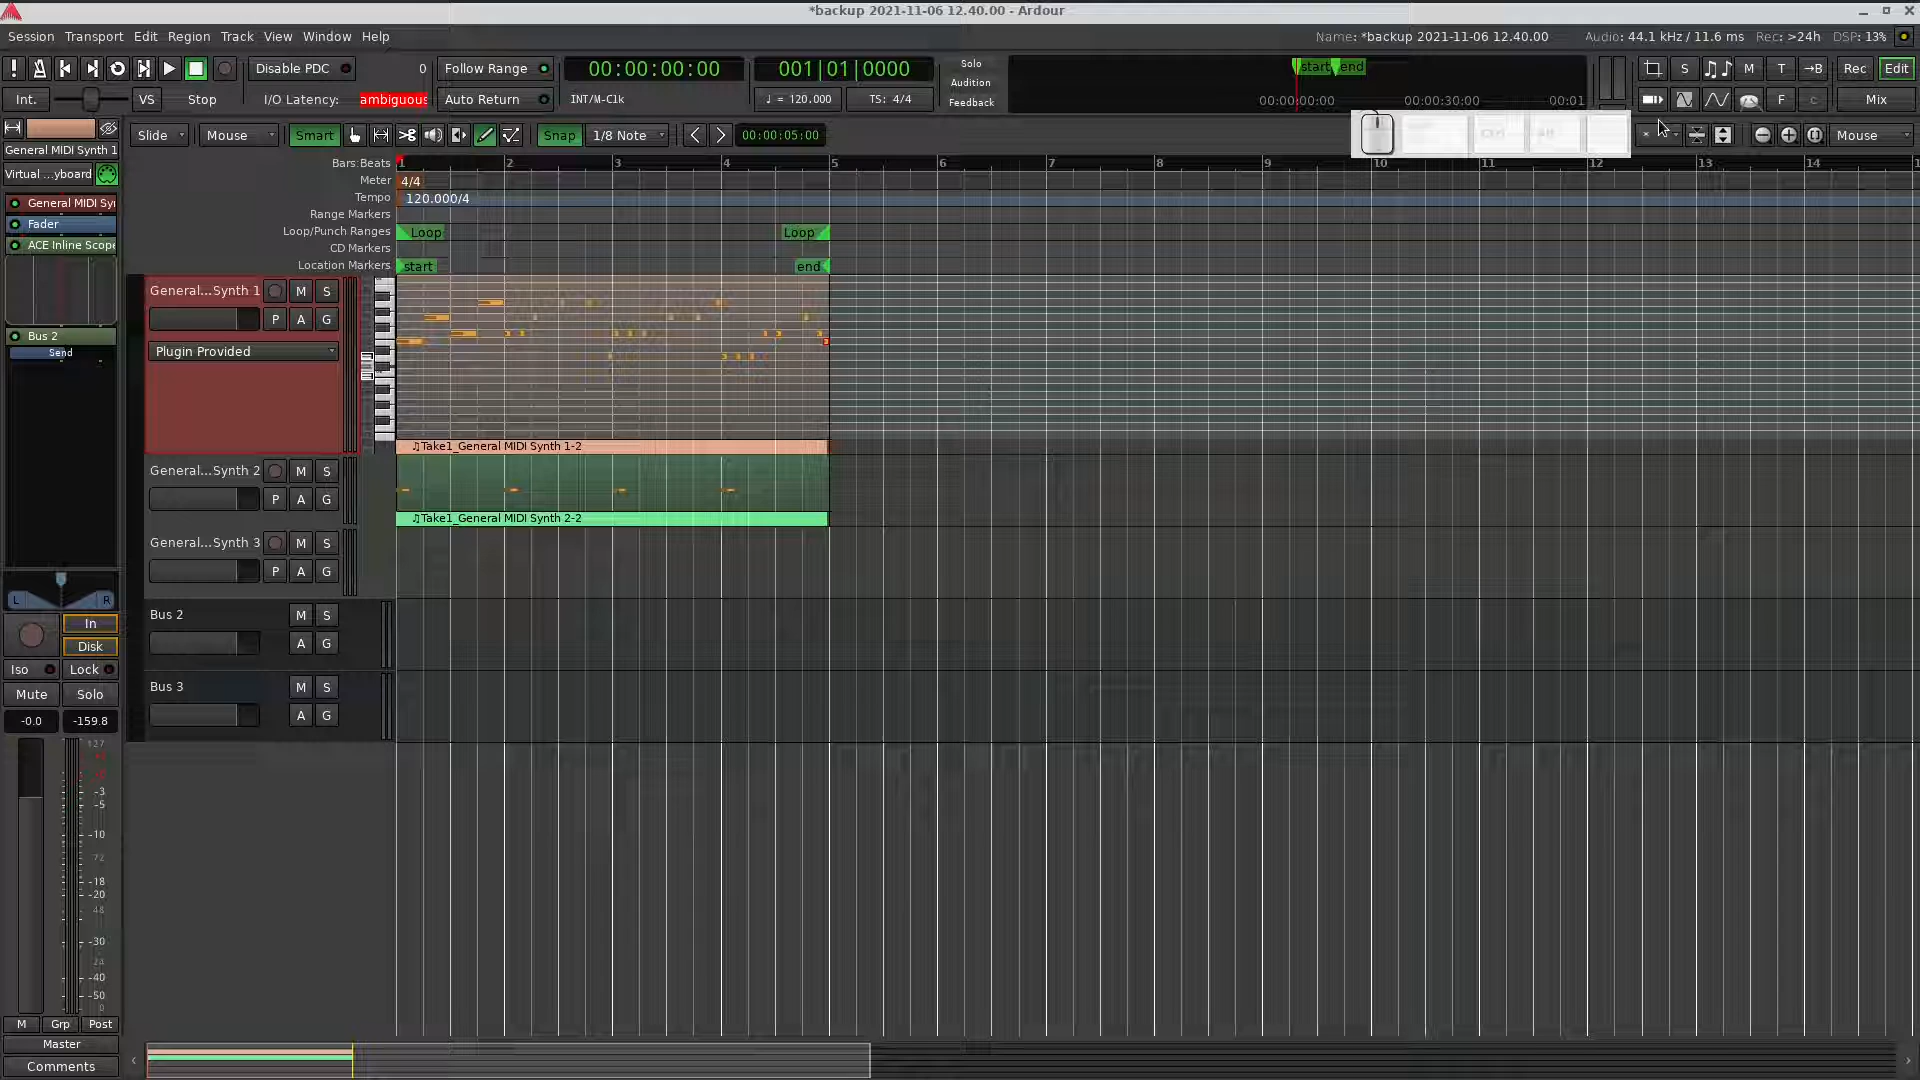 *backup 2021-11-06 12.40.00 - Ardour
Session Transport Edit Region Track View Window Help
Name: *backup 2021-11-06 12.40.00 Audio: 44.1 kHz / 11.6 ms Rec: >24h DSP: 13%
Disable PDC 0 Follow Range 00:00:00:00 001|01|0000 Solo
Audition
Feedback
start end
00:00:00:00 00:00:30:00 00:01
S M T →B Rec Edit
Int. VS Stop I/O Latency: ambiguous Auto Return INT/M-Clk ♩ = 120.000 TS: 4/4
F c Mix
Slide Mouse Smart Snap 1/8 Note 00:00:05:00 Mouse
General MIDI Synth 1
Virtual ...yboard
General MIDI Syn
Fader
ACE Inline Scope
Bus 2
Send
L R
In
Disk
Iso Lock
Mute Solo
-0.0 -159.8
127
-3
-5
-10
72
-18
-20
48
-30
24
-40
-50
0
M Grp Post
Master
Comments
Bars:Beats 1 2 3 4 5 6 7 8 9 10 11 12 13 14 1
Meter 4/4
Tempo 120.000/4
Range Markers
Loop/Punch Ranges Loop Loop
CD Markers
Location Markers start end
General...Synth 1 M S
P A G
Plugin Provided
♫Take1_General MIDI Synth 1-2
General...Synth 2 M S
P A G
♫Take1_General MIDI Synth 2-2
General...Synth 3 M S
P A G
Bus 2 M S
A G
Bus 3 M S
A G